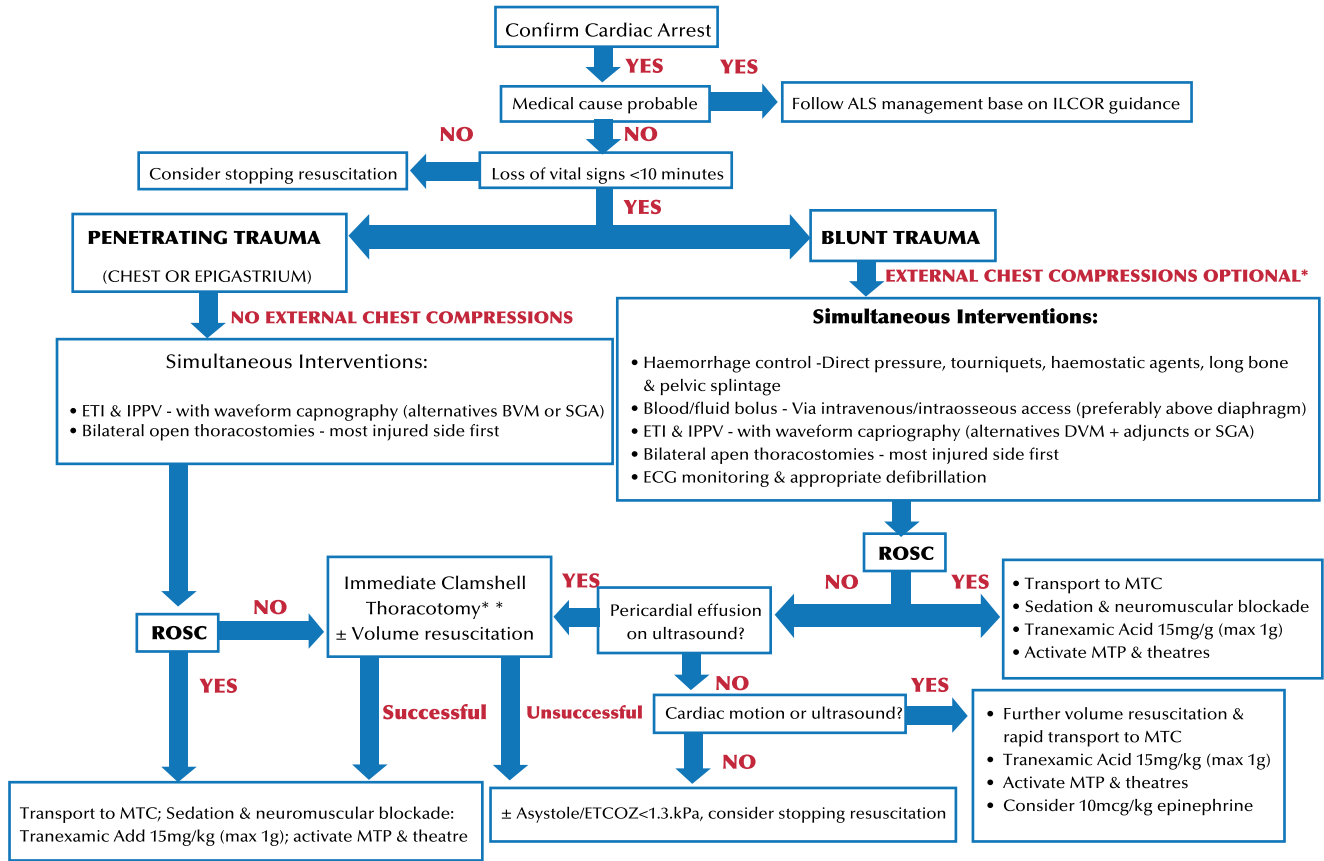 Confirm Cardiac Arrest
YES
YES
Medical cause probable
Follow ALS management base on ILCOR guidance
NO
NO
Consider stopping resuscitation
Loss of vital signs <10 minutes
YES
PENETRATING TRAUMA
(CHEST OR EPIGASTRIUM)
BLUNT TRAUMA
EXTERNAL CHEST COMPRESSIONS OPTIONAL*
NO EXTERNAL CHEST COMPRESSIONS
Simultaneous Interventions:
• ETI & IPPV - with waveform capnography (alternatives BVM or SGA)
• Bilateral open thoracostomies - most injured side first
Simultaneous Interventions:
• Haemorrhage control -Direct pressure, tourniquets, haemostatic agents, long bone
& pelvic splintage
• Blood/fluid bolus - Via intravenous/intraosseous access (preferably above diaphragm)
• ETI & IPPV - with waveform capriography (alternatives DVM + adjuncts or SGA)
• Bilateral apen thoracostomies - most injured side first
• ECG monitoring & appropriate defibrillation
ROSC
NO
YES
• Transport to MTC
• Sedation & neuromuscular blockade
• Tranexamic Acid 15mg/g (max 1g)
• Activate MTP & theatres
Immediate Clamshell
Thoracotomy* *
± Volume resuscitation
YES
Pericardial effusion
on ultrasound?
ROSC
NO
YES
Successful
Unsuccessful
NO
Cardiac motion or ultrasound?
YES
NO
• Further volume resuscitation &
rapid transport to MTC
• Tranexamic Acid 15mg/kg (max 1g)
• Activate MTP & theatres
• Consider 10mcg/kg epinephrine
Transport to MTC; Sedation & neuromuscular blockade:
Tranexamic Add 15mg/kg (max 1g); activate MTP & theatre
± Asystole/ETCOZ<1.3.kPa, consider stopping resuscitation